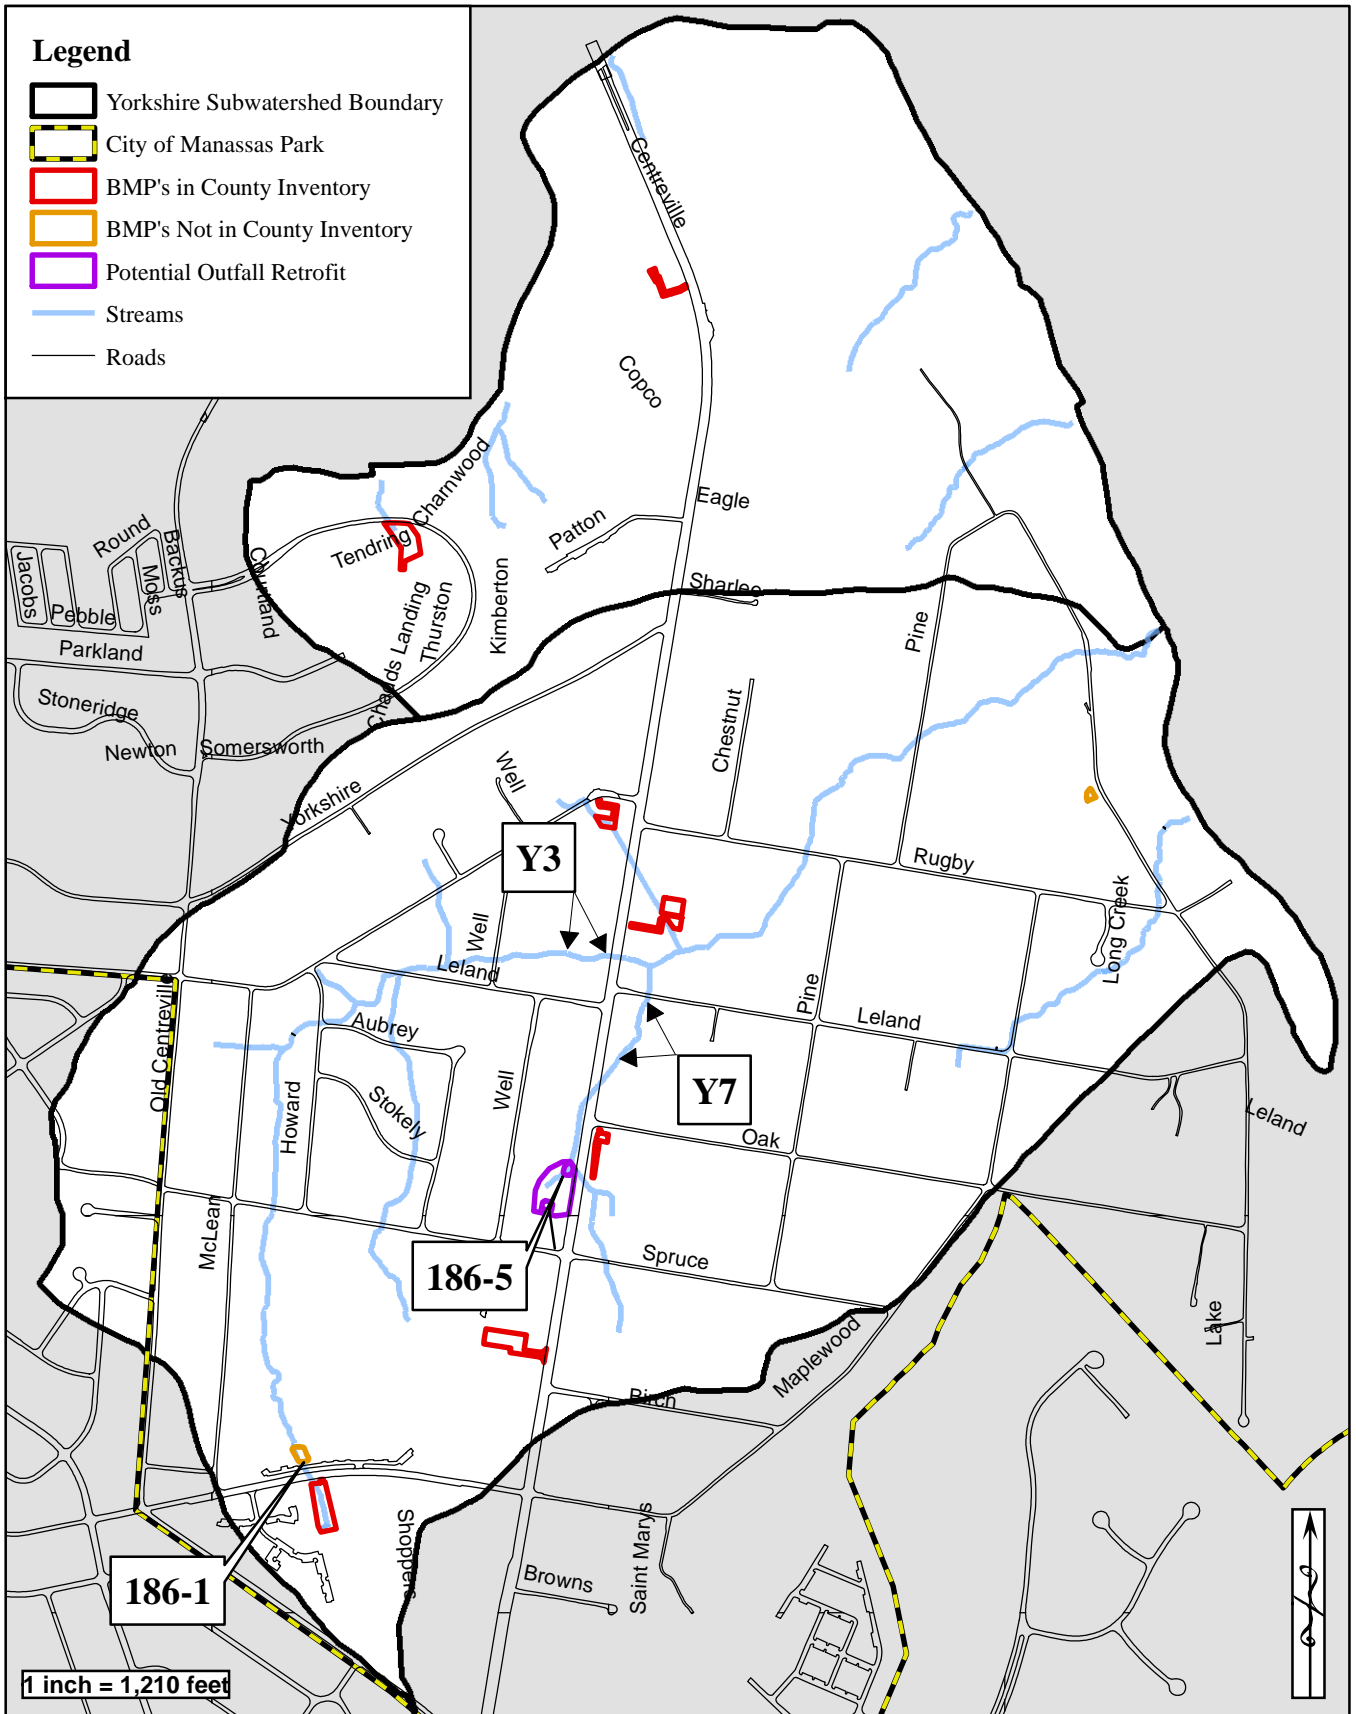 Legend
Yorkshire Subwatershed Boundary
City of Manassas Park
BMP's in County Inventory
BMP's Not in County Inventory
Potential Outfall Retrofit
Streams
Roads
Centreville
Copco
Charnwood
Eagle
Patton
Tendring
Round
Backus
Moss
Jacobs
Pebble
Courtland
Parkland
Chadds Landing
Thurston
Kimberton
Sharlee
Pine
Stoneridge
Newton
Somersworth
Chestnut
Well
Yorkshire
Y3
Rugby
Long Creek
Well
Leland
Old Centreville
Aubrey
Pine
Leland
Y7
Well
Howard
Stokely
Oak
Leland
McLean
186-5
Spruce
Lake
Maplewood
Birch
Shoppers
Saint Marys
Browns
186-1
1 inch = 1,210 feet